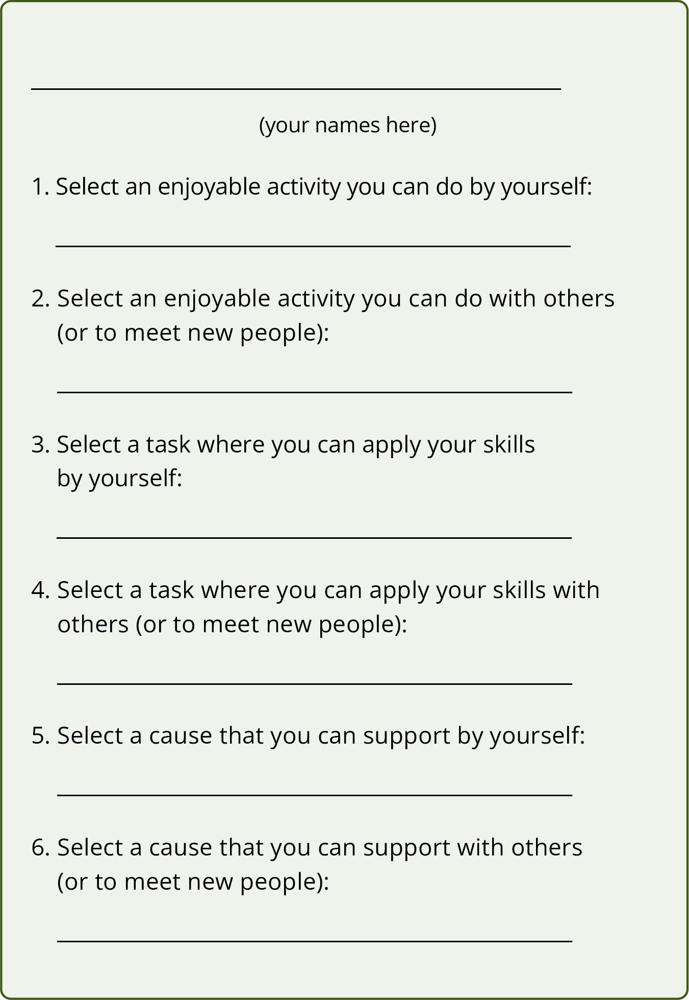 (your names here)
1. Select an enjoyable activity you can do by yourself:
2. Select an enjoyable activity you can do with others
(or to meet new people):
3. Select a task where you can apply your skills
by yourself:
4. Select a task where you can apply your skills with
others (or to meet new people):
5. Select a cause that you can support by yourself:
6. Select a cause that you can support with others
(or to meet new people):